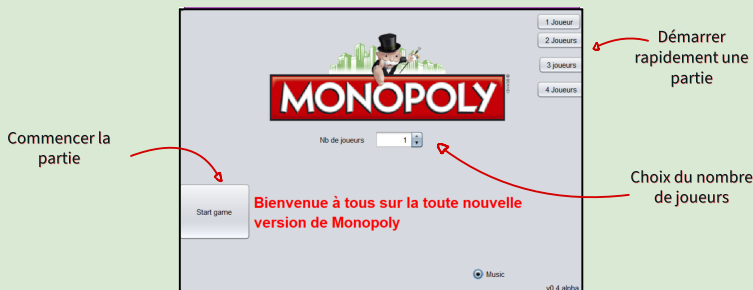 1 Joueur
2 Joueurs
3 joueurs
4 Joueurs
Démarrer
rapidement une
partie
MONOPOLY
Nb de joueurs 1
Commencer la
partie
Choix du nombre
de joueurs
Start game
Bienvenue à tous sur la toute nouvelle
version de Monopoly
Music
v0.4 alpha